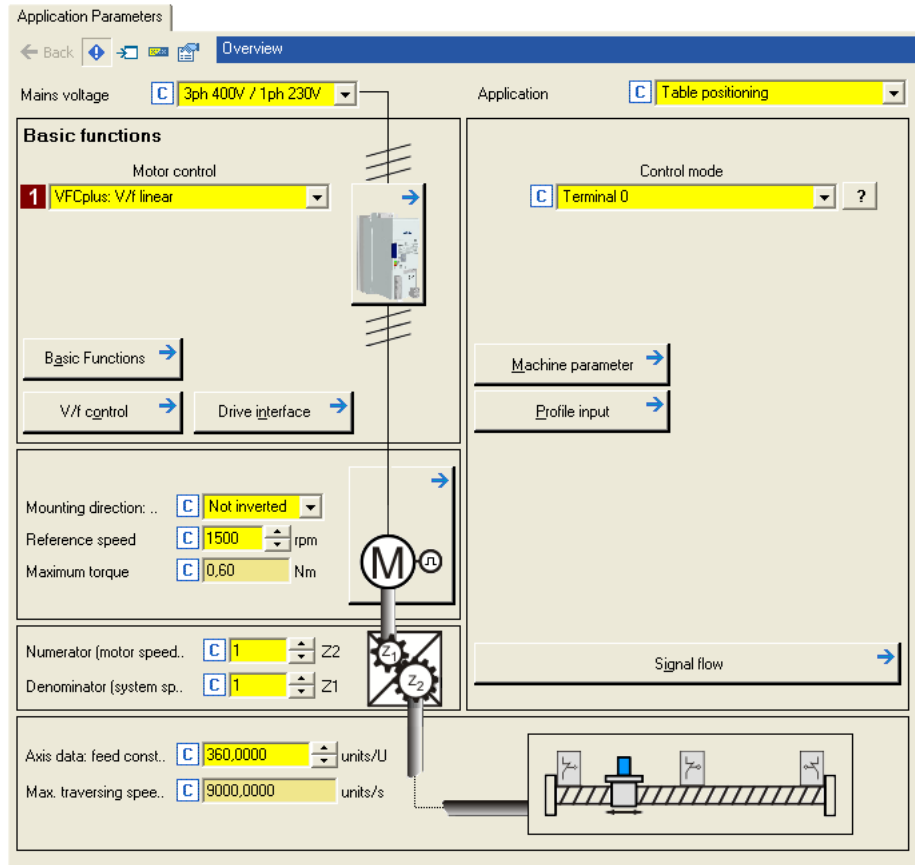 Application Parameters
Back
Overview
Mains voltage C 3ph 400V / 1ph 230V
Application C Table positioning
Basic functions
Motor control
1 VFCplus: V/f linear
Control mode
C Terminal 0 ?
Basic Functions
V/f control
Drive interface
Machine parameter
Profile input
Mounting direction: .. C Not inverted
Reference speed C 1500 rpm
Maximum torque C 0,60 Nm
M
Numerator (motor speed.. C 1 Z2
Denominator (system sp.. C 1 Z1
Z1
Z2
Signal flow
Axis data: feed const.. C 360,0000 units/U
Max. traversing spee.. C 9000,0000 units/s